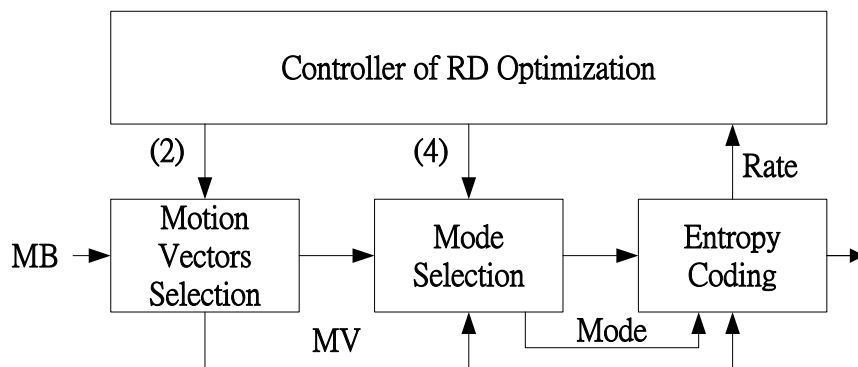 Controller of RD Optimization
(2)
(4)
Rate
MB
Motion
Vectors
Selection
Mode
Selection
Entropy
Coding
MV
Mode